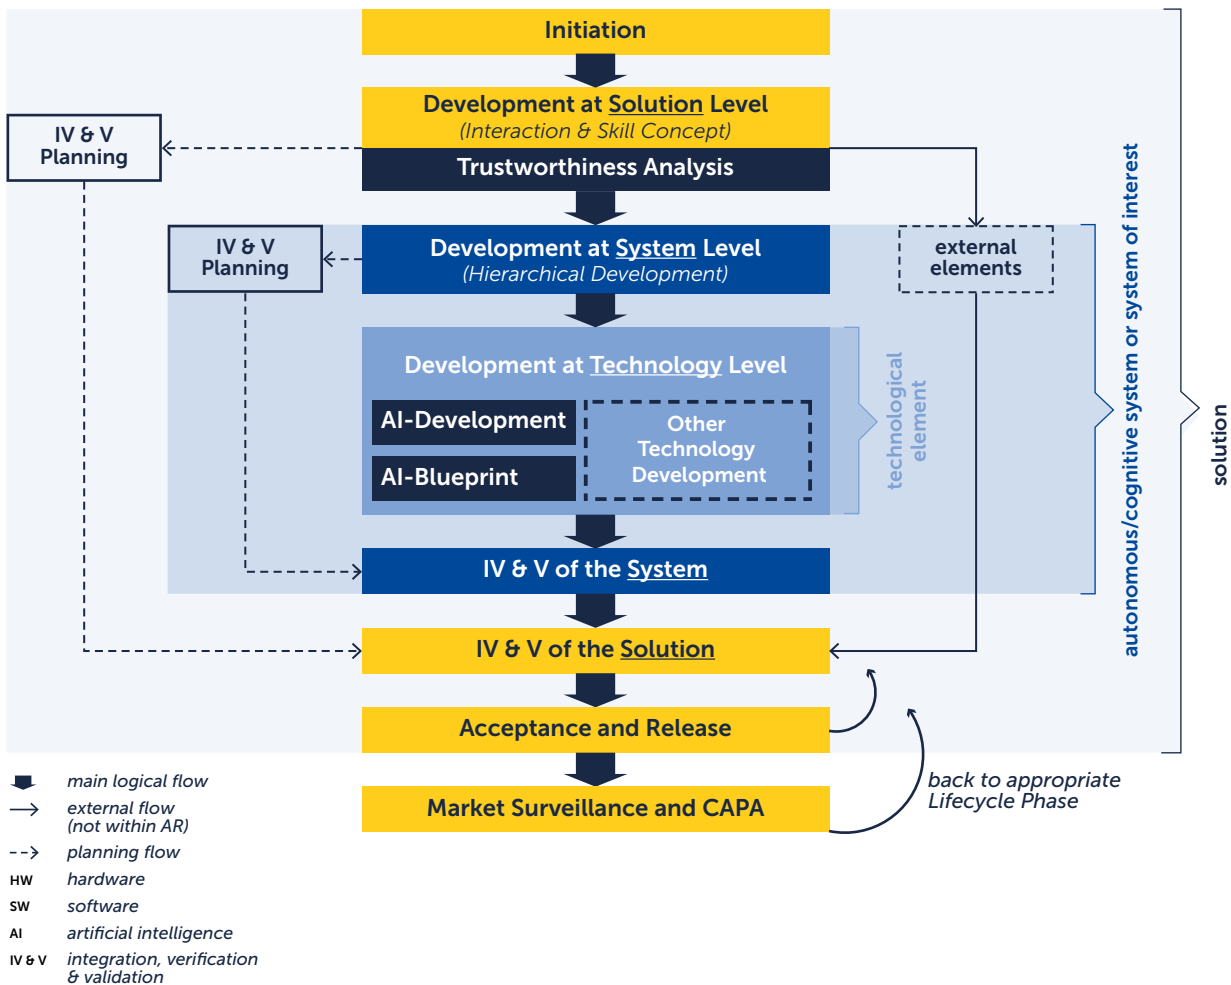 Initiation
Development at Solution Level
(Interaction & Skill Concept)
Trustworthiness Analysis
IV & V
Planning
IV & V
Planning
Development at System Level
(Hierarchical Development)
external
elements
Development at Technology Level
AI-Development
AI-Blueprint
Other
Technology
Development
technological
element
autonomous/cognitive system or system of interest
solution
IV & V of the System
IV & V of the Solution
Acceptance and Release
Market Surveillance and CAPA
back to appropriate
Lifecycle Phase
main logical flow
external flow
(not within AR)
planning flow
HW hardware
SW software
AI artificial intelligence
IV & V integration, verification
& validation